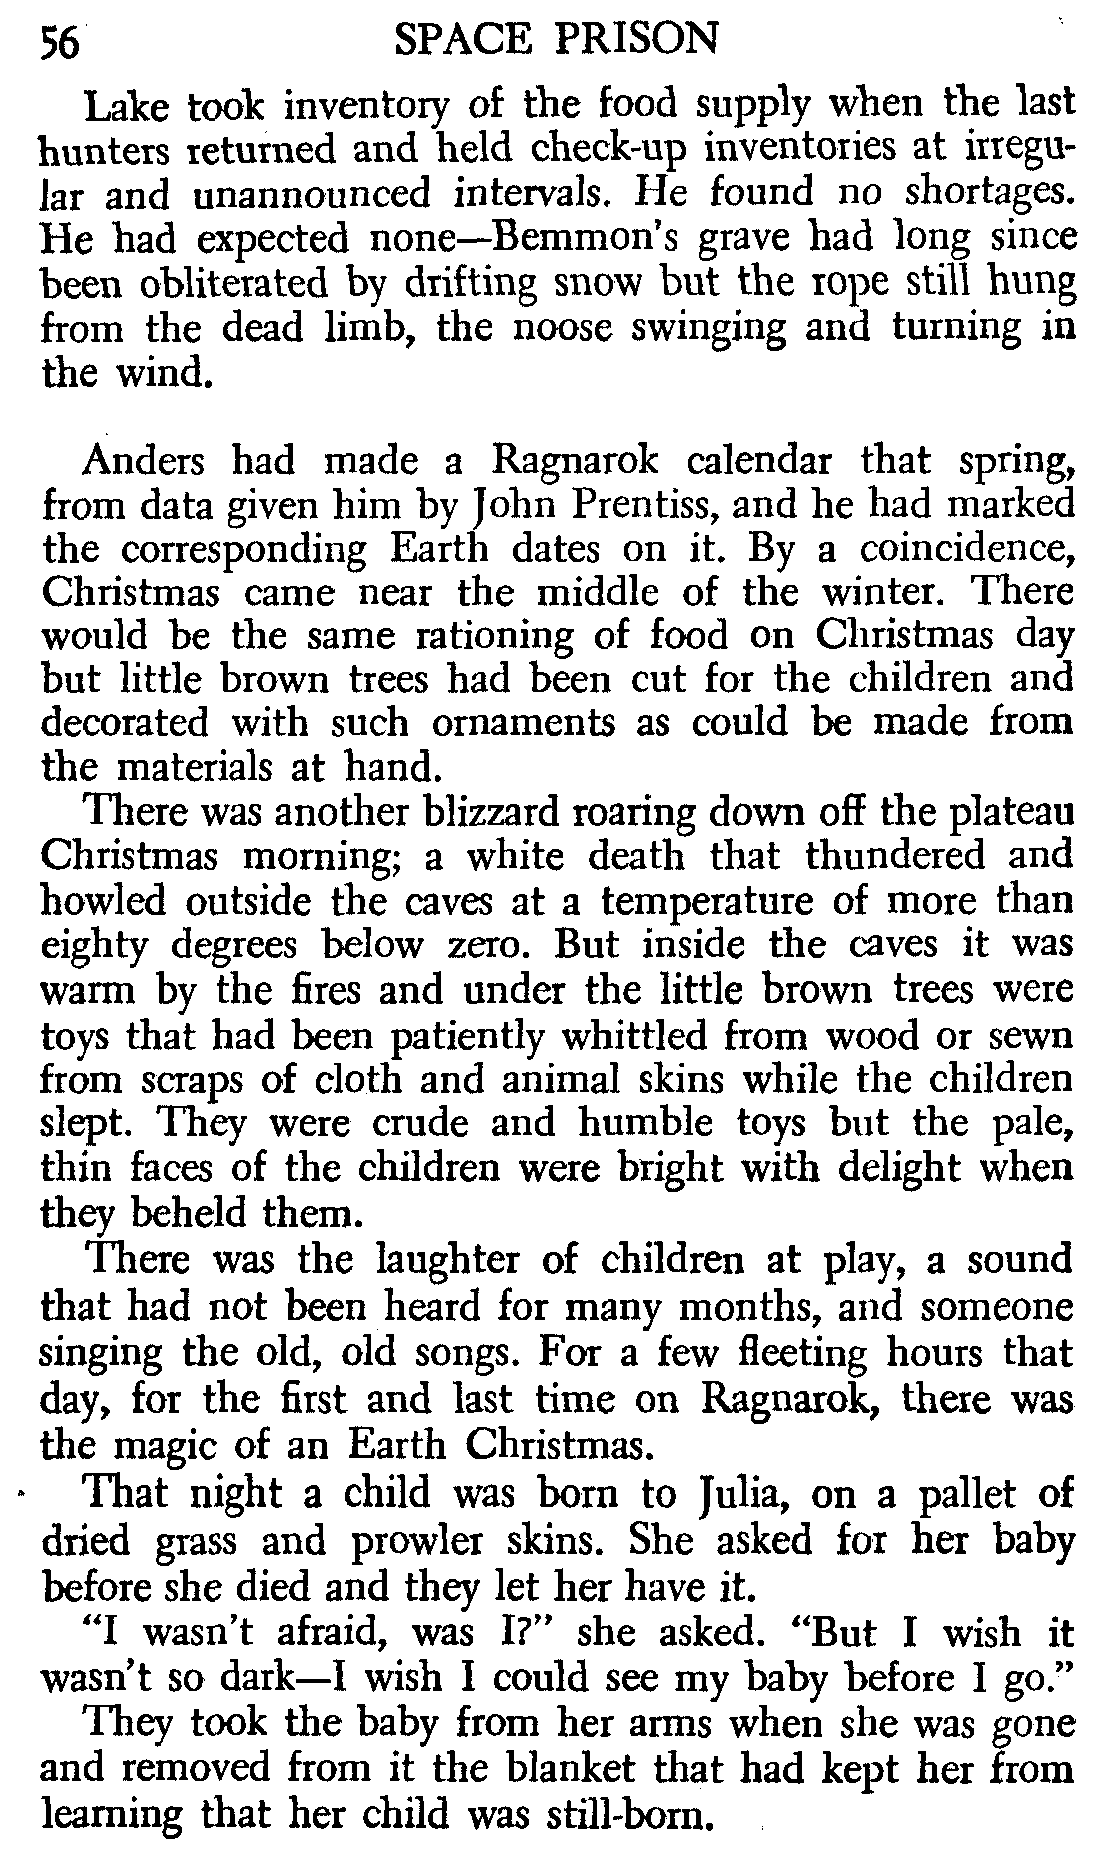 56 SPACE PRISON
Lake took inventory of the food supply when the last
hunters returned and held check-up inventories at irregu-
lar and unannounced intervals. He found no shortages.
He had expected none—Bemmon's grave had long since
been obliterated by drifting snow but the rope still hung
from the dead limb, the noose swinging and turning in
the wind.
Anders had made a Ragnarok calendar that spring,
from data given him by John Prentiss, and he had marked
the corresponding Earth dates on it. By a coincidence,
Christmas came near the middle of the winter. There
would be the same rationing of food on Christmas day
but little brown trees had been cut for the children and
decorated with such ornaments as could be made from
the materials at hand.
There was another blizzard roaring down off the plateau
Christmas morning; a white death that thundered and
howled outside the caves at a temperature of more than
eighty degrees below zero. But inside the caves it was
warm by the fires and under the little brown trees were
toys that had been patiently whittled from wood or sewn
from scraps of cloth and animal skins while the children
slept. They were crude and humble toys but the pale,
thin faces of the children were bright with delight when
they beheld them.
There was the laughter of children at play, a sound
that had not been heard for many months, and someone
singing the old, old songs. For a few fleeting hours that
day, for the first and last time on Ragnarok, there was
the magic of an Earth Christmas.
That night a child was born to Julia, on a pallet of
dried grass and prowler skins. She asked for her baby
before she died and they let her have it.
"I wasn't afraid, was I?" she asked. "But I wish it
wasn't so dark—I wish I could see my baby before I go."
They took the baby from her arms when she was gone
and removed from it the blanket that had kept her from
learning that her child was still-born.